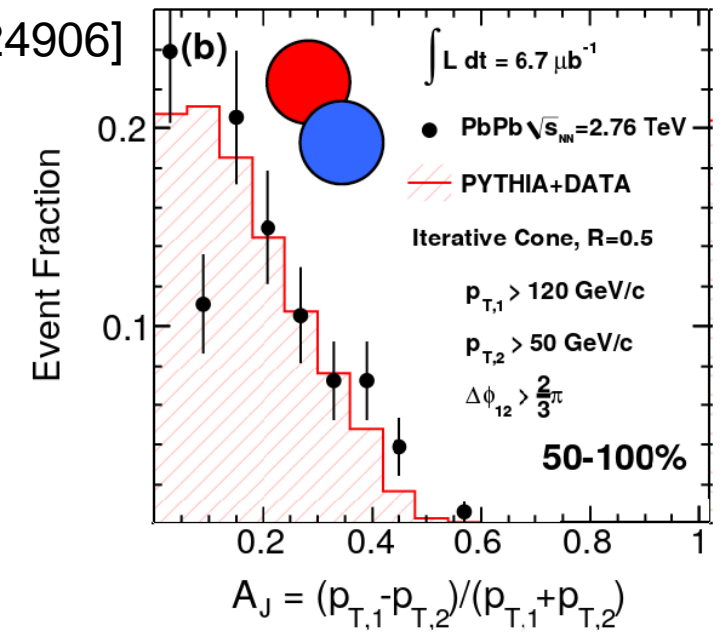 24906]
(b)
∫L dt = 6.7 μb⁻¹
PbPb √s_NN=2.76 TeV
PYTHIA+DATA
Iterative Cone, R=0.5
p_T,1 > 120 GeV/c
p_T,2 > 50 GeV/c
Δϕ_12 > 2/3π
50-100%
Event Fraction
0.2
0.1
0.2 0.4 0.6 0.8 1
A_J = (p_T,1-p_T,2)/(p_T,1+p_T,2)